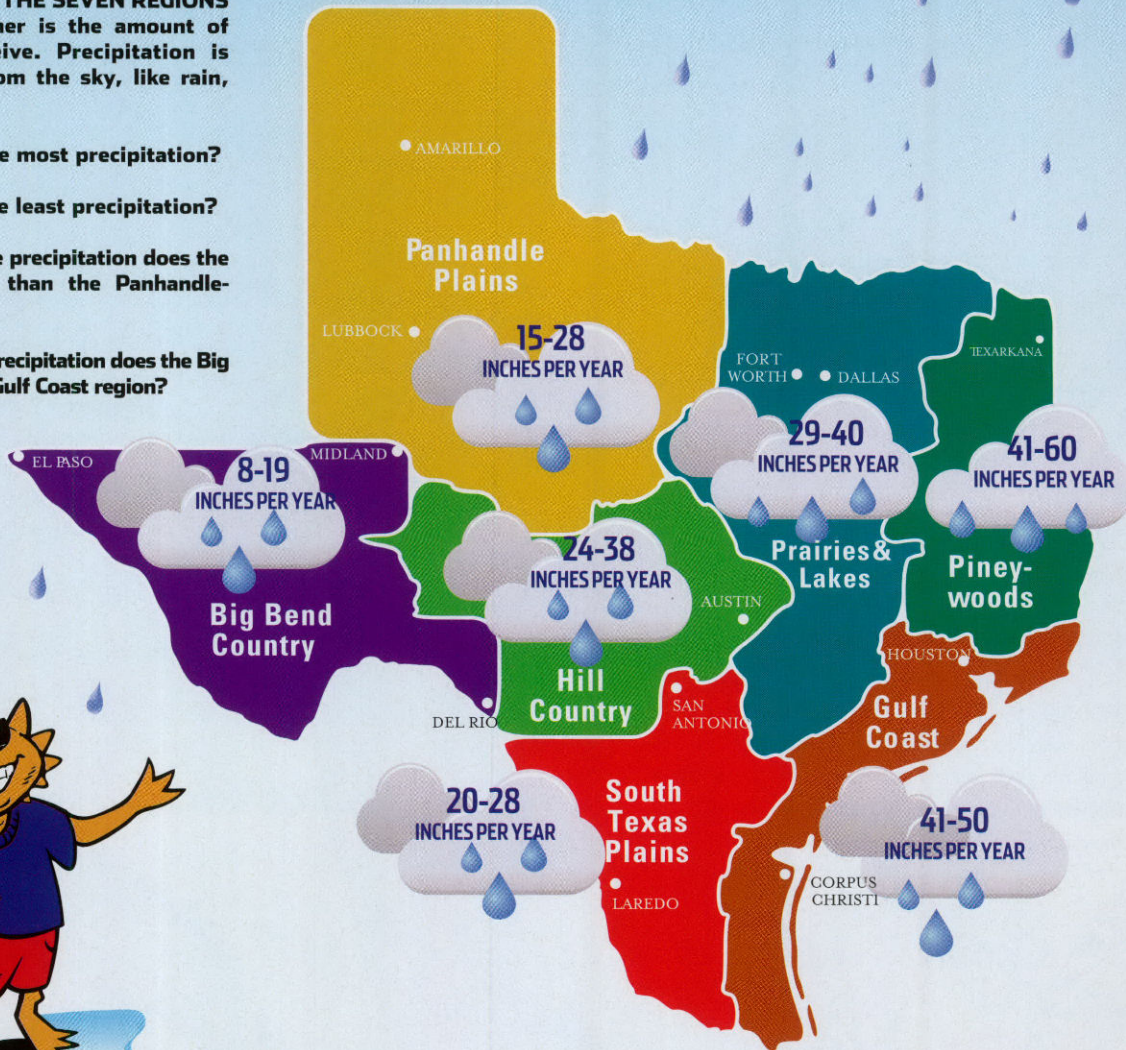 THE SEVEN REGIONS
her is the amount of
eive. Precipitation is
om the sky, like rain,
e most precipitation?
e least precipitation?
e precipitation does the
than the Panhandle-
recipitation does the Big
Gulf Coast region?
AMARILLO
Panhandle
Plains
LUBBOCK
15-28
INCHES PER YEAR
FORT
WORTH
DALLAS
TEXARKANA
29-40
INCHES PER YEAR
41-60
INCHES PER YEAR
EL PASO
MIDLAND
8-19
INCHES PER YEAR
24-38
INCHES PER YEAR
Prairies &
Lakes
Piney-
woods
Big Bend
Country
AUSTIN
HOUSTON
Hill
Country
DEL RIO
SAN
ANTONIO
Gulf
Coast
20-28
INCHES PER YEAR
South
Texas
Plains
41-50
INCHES PER YEAR
LAREDO
CORPUS
CHRISTI